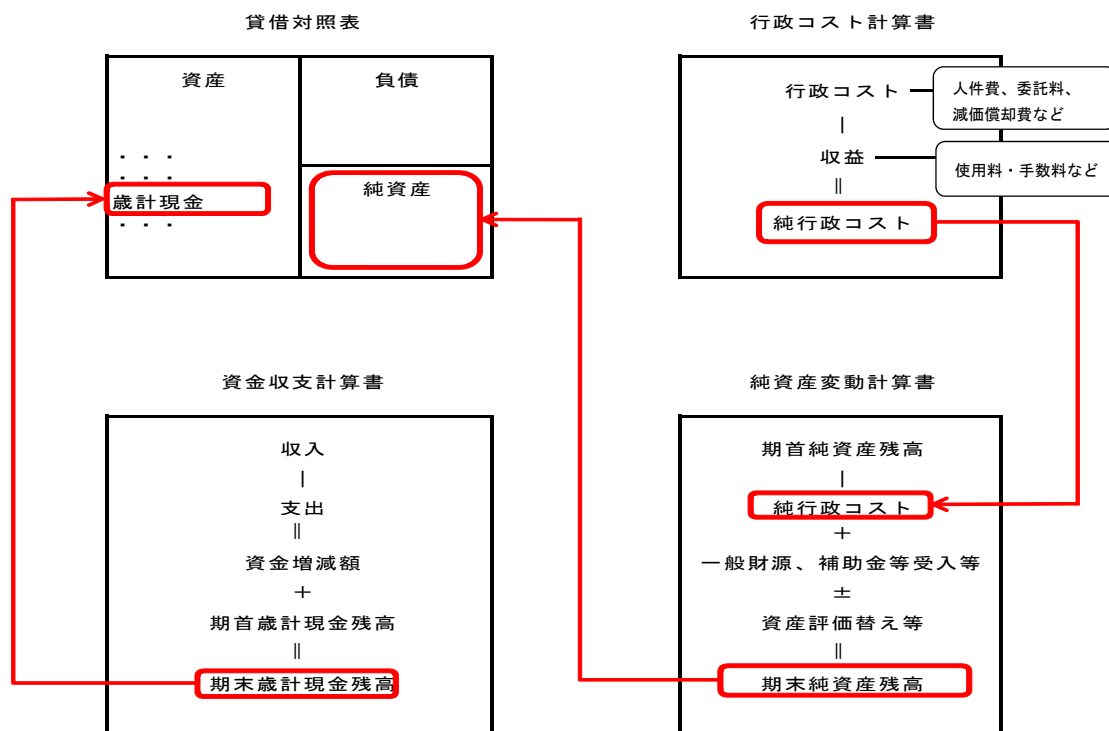 貸借対照表
資産
負債
・・・
・・・
歳計現金
・・・
純資産
行政コスト計算書
行政コスト
人件費、委託料、
減価償却費など
|
収益
使用料・手数料など
||
純行政コスト
資金収支計算書
収入
|
支出
||
資金増減額
+
期首歳計現金残高
||
期末歳計現金残高
純資産変動計算書
期首純資産残高
|
純行政コスト
+
一般財源、補助金等受入等
±
資産評価替え等
||
期末純資産残高